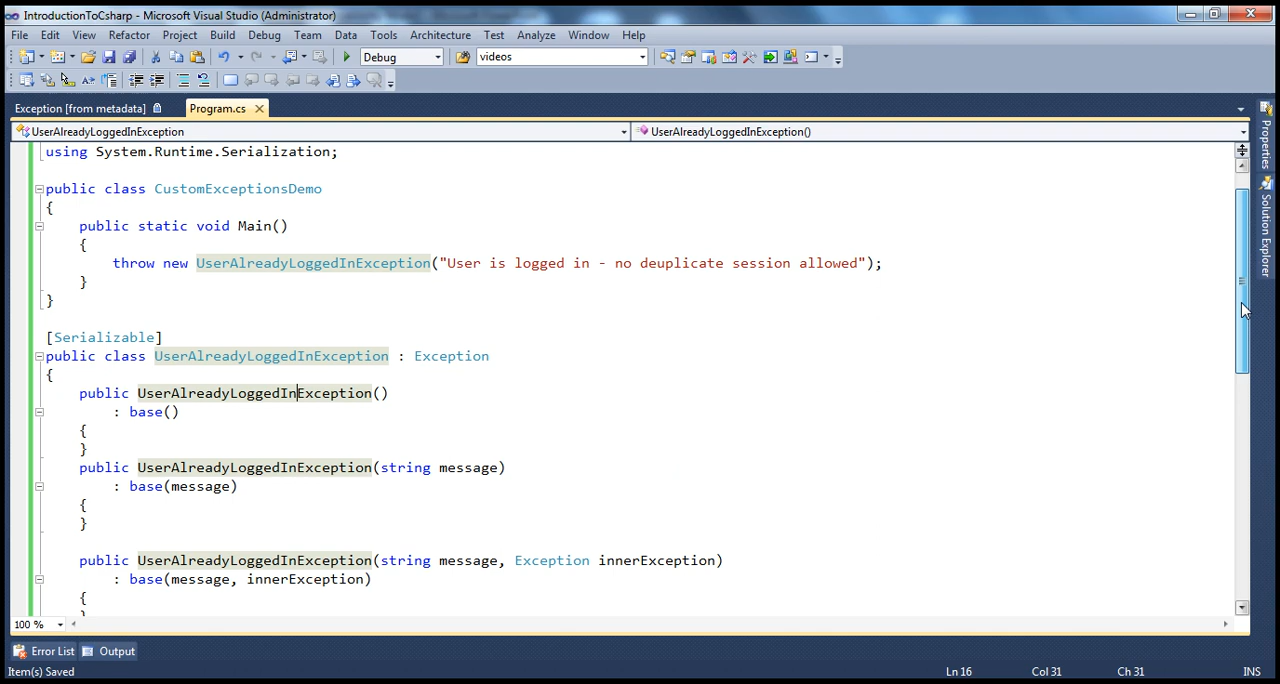 IntroductionToCsharp - Microsoft Visual Studio (Administrator)
File Edit View Refactor Project Build Debug Team Data Tools Architecture Test Analyze Window Help
Debug videos
Exception [from metadata] Program.cs
UserAlreadyLoggedInException UserAlreadyLoggedInException()
using System.Runtime.Serialization;
public class CustomExceptionsDemo
{
public static void Main()
{
throw new UserAlreadyLoggedInException("User is logged in - no deuplicate session allowed");
}
}
[Serializable]
public class UserAlreadyLoggedInException : Exception
{
public UserAlreadyLoggedInException()
: base()
{
}
public UserAlreadyLoggedInException(string message)
: base(message)
{
}
public UserAlreadyLoggedInException(string message, Exception innerException)
: base(message, innerException)
{
}
100 %
Error List Output
Item(s) Saved Ln 16 Col 31 Ch 31 INS
Properties
Solution Explorer